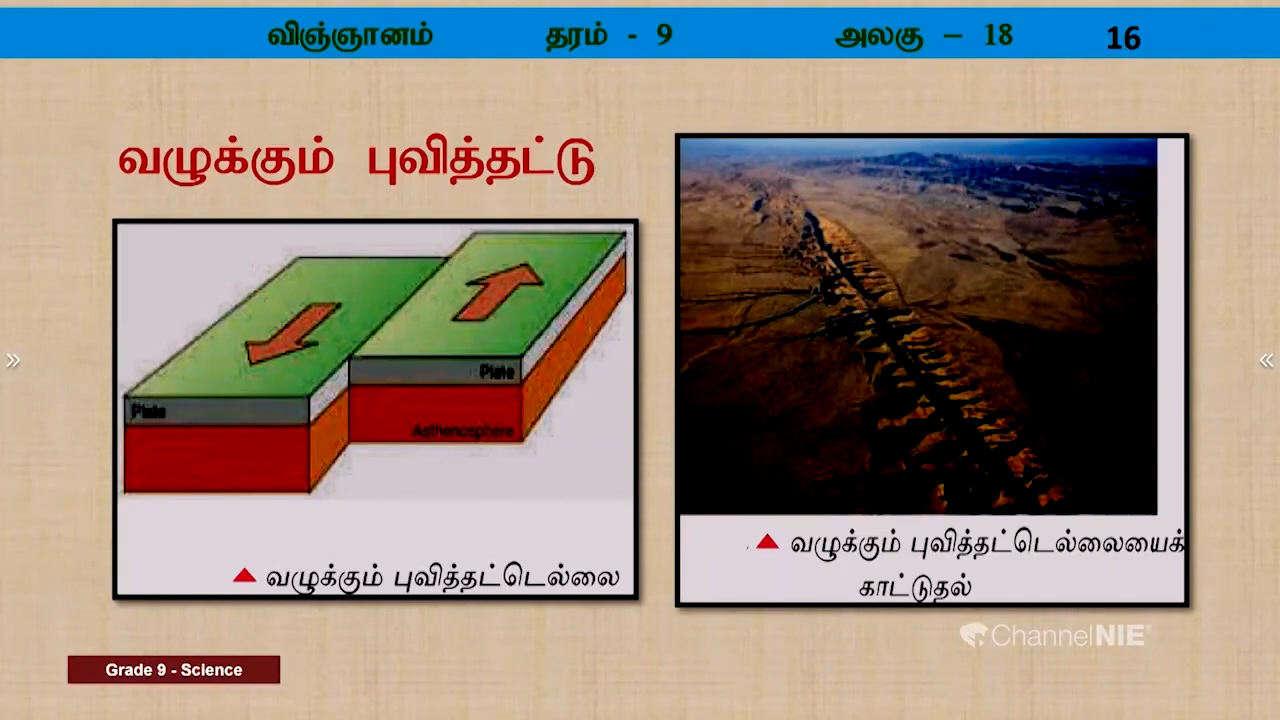 விஞ்ஞானம் தரம் - 9 அலகு – 18 16
வழுக்கும் புவித்தட்டு
Plate
Plate
Asthenosphere
வழுக்கும் புவித்தட்டெல்லை
வழுக்கும் புவித்தட்டெல்லையைக்
காட்டுதல்
ChannelNIE
Grade 9 - Science